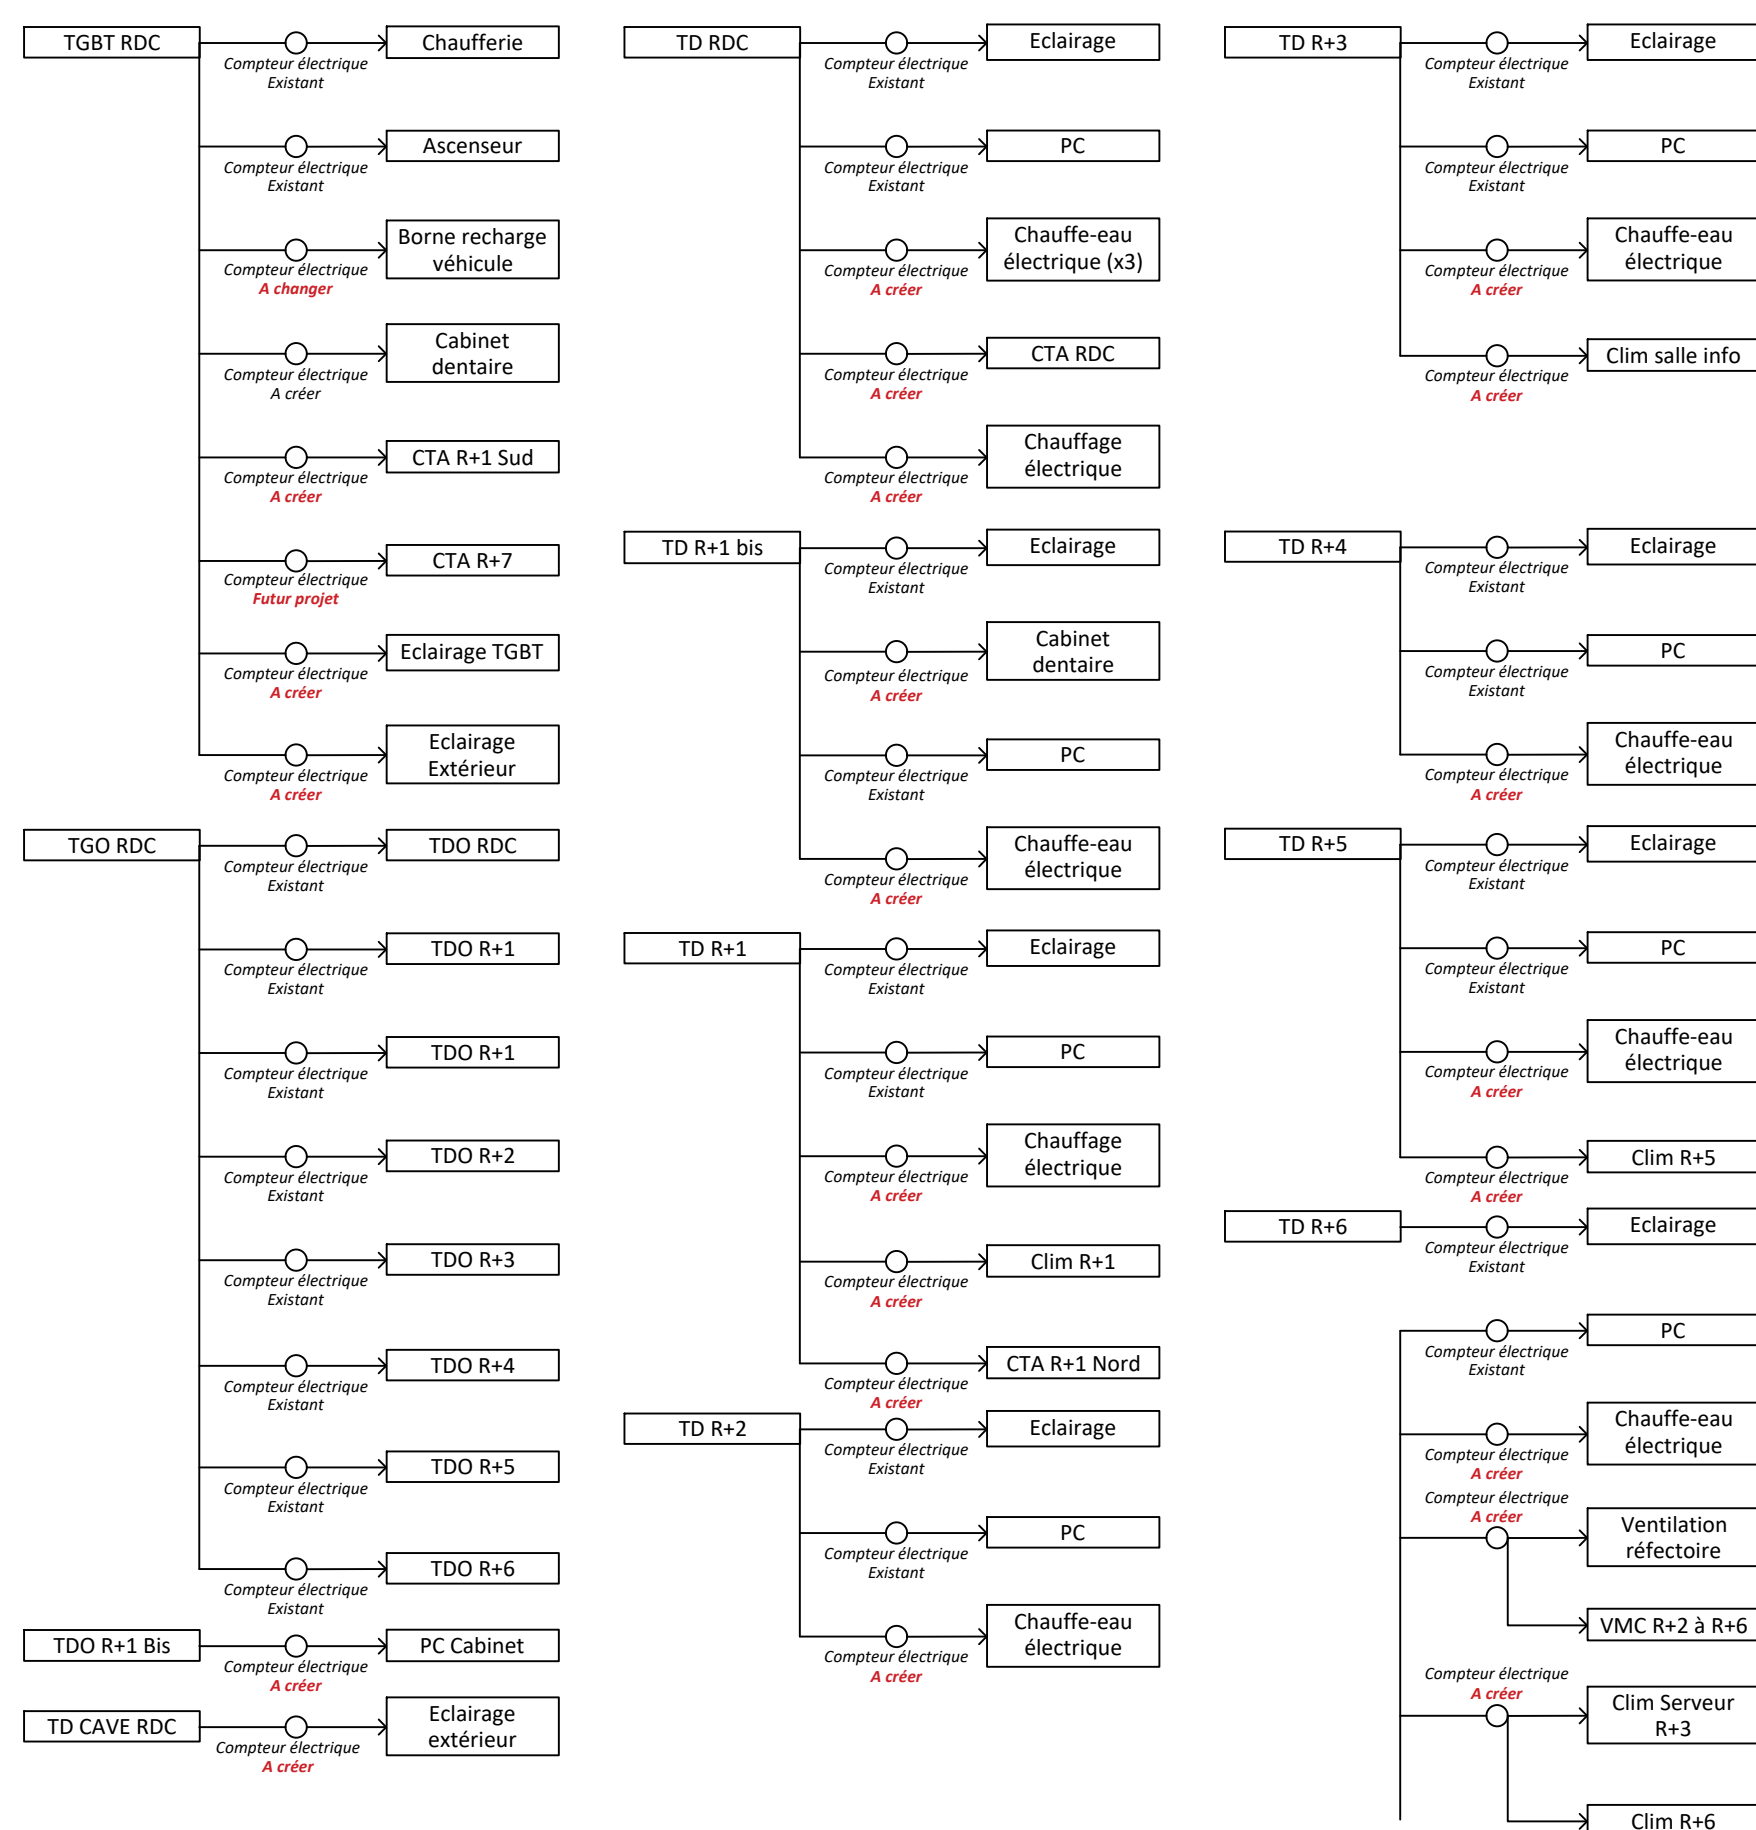 TGBT RDC
Chaufferie
Compteur électrique
Existant
Ascenseur
Compteur électrique
Existant
Borne recharge
véhicule
Compteur électrique
A changer
Cabinet
dentaire
Compteur électrique
A créer
CTA R+1 Sud
Compteur électrique
A créer
CTA R+7
Compteur électrique
Futur projet
Eclairage TGBT
Compteur électrique
A créer
Eclairage
Extérieur
Compteur électrique
A créer
TGO RDC
TDO RDC
Compteur électrique
Existant
TDO R+1
Compteur électrique
Existant
TDO R+1
Compteur électrique
Existant
TDO R+2
Compteur électrique
Existant
TDO R+3
Compteur électrique
Existant
TDO R+4
Compteur électrique
Existant
TDO R+5
Compteur électrique
Existant
TDO R+6
Compteur électrique
Existant
TDO R+1 Bis
PC Cabinet
Compteur électrique
A créer
TD CAVE RDC
Eclairage
extérieur
Compteur électrique
A créer
TD RDC
Eclairage
Compteur électrique
Existant
PC
Compteur électrique
Existant
Chauffe-eau
électrique (x3)
Compteur électrique
A créer
CTA RDC
Compteur électrique
A créer
Chauffage
électrique
Compteur électrique
A créer
TD R+1 bis
Eclairage
Compteur électrique
Existant
Cabinet
dentaire
Compteur électrique
A créer
PC
Compteur électrique
Existant
Chauffe-eau
électrique
Compteur électrique
A créer
TD R+1
Eclairage
Compteur électrique
Existant
PC
Compteur électrique
Existant
Chauffage
électrique
Compteur électrique
A créer
Clim R+1
Compteur électrique
A créer
CTA R+1 Nord
Compteur électrique
A créer
TD R+2
Eclairage
Compteur électrique
Existant
PC
Compteur électrique
Existant
Chauffe-eau
électrique
Compteur électrique
A créer
TD R+3
Eclairage
Compteur électrique
Existant
PC
Compteur électrique
Existant
Chauffe-eau
électrique
Compteur électrique
A créer
Clim salle info
Compteur électrique
A créer
TD R+4
Eclairage
Compteur électrique
Existant
PC
Compteur électrique
Existant
Chauffe-eau
électrique
Compteur électrique
A créer
TD R+5
Eclairage
Compteur électrique
Existant
PC
Compteur électrique
Existant
Chauffe-eau
électrique
Compteur électrique
A créer
Clim R+5
Compteur électrique
A créer
TD R+6
Eclairage
Compteur électrique
Existant
PC
Compteur électrique
Existant
Chauffe-eau
électrique
Compteur électrique
A créer
Compteur électrique
A créer
Ventilation
réfectoire
VMC R+2 à R+6
Compteur électrique
A créer
Clim Serveur
R+3
Clim R+6